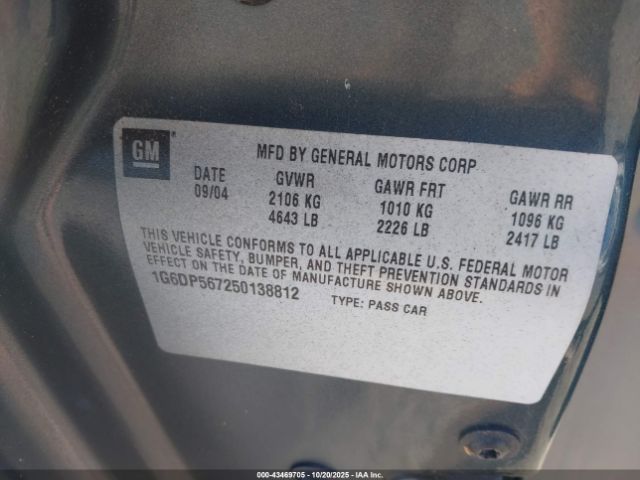 GM
MFD BY GENERAL MOTORS CORP
DATE GVWR GAWR FRT GAWR RR
09/04 2106 KG 1010 KG 1096 KG
4643 LB 2226 LB 2417 LB
THIS VEHICLE CONFORMS TO ALL APPLICABLE U.S. FEDERAL MOTOR
VEHICLE SAFETY, BUMPER, AND THEFT PREVENTION STANDARDS IN
EFFECT ON THE DATE OF MANUFACTURE SHOWN ABOVE.
1G6DP567250138812 TYPE: PASS CAR
IAA 000-43469705 | 10/20/2025 | IAAI.COM